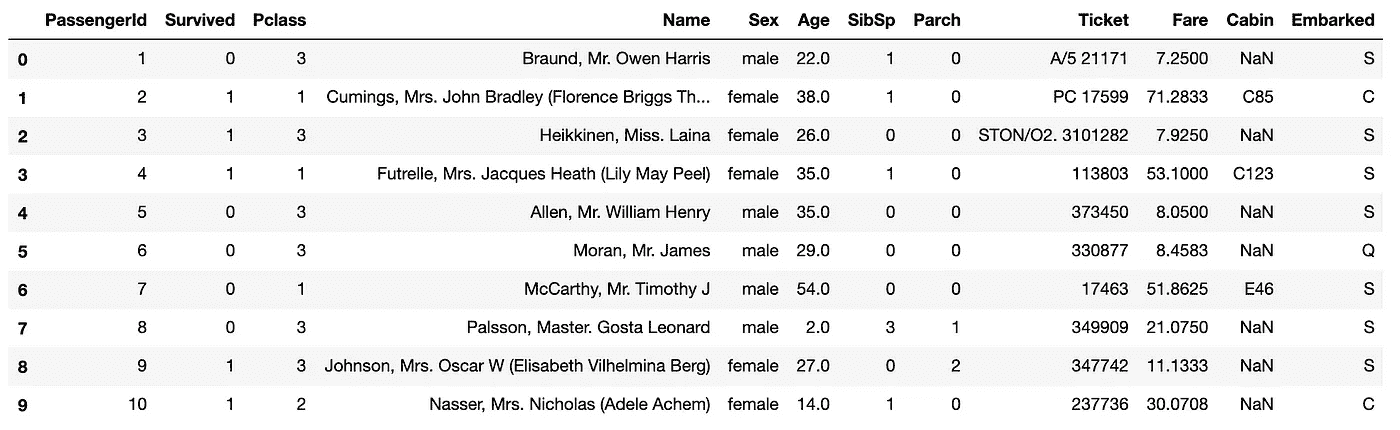 PassengerId Survived Pclass Name Sex Age SibSp Parch Ticket Fare Cabin Embarked
0 1 0 3 Braund, Mr. Owen Harris male 22.0 1 0 A/5 21171 7.2500 NaN S
1 2 1 1 Cumings, Mrs. John Bradley (Florence Briggs Th... female 38.0 1 0 PC 17599 71.2833 C85 C
2 3 1 3 Heikkinen, Miss. Laina female 26.0 0 0 STON/O2. 3101282 7.9250 NaN S
3 4 1 1 Futrelle, Mrs. Jacques Heath (Lily May Peel) female 35.0 1 0 113803 53.1000 C123 S
4 5 0 3 Allen, Mr. William Henry male 35.0 0 0 373450 8.0500 NaN S
5 6 0 3 Moran, Mr. James male 29.0 0 0 330877 8.4583 NaN Q
6 7 0 1 McCarthy, Mr. Timothy J male 54.0 0 0 17463 51.8625 E46 S
7 8 0 3 Palsson, Master. Gosta Leonard male 2.0 3 1 349909 21.0750 NaN S
8 9 1 3 Johnson, Mrs. Oscar W (Elisabeth Vilhelmina Berg) female 27.0 0 2 347742 11.1333 NaN S
9 10 1 2 Nasser, Mrs. Nicholas (Adele Achem) female 14.0 1 0 237736 30.0708 NaN C